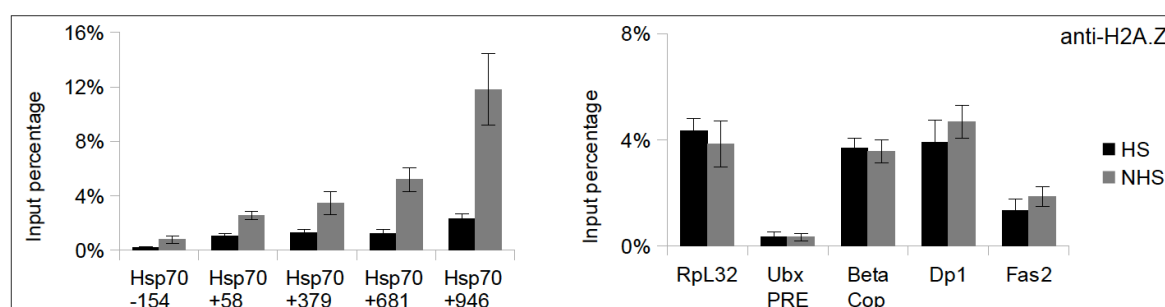 16%
12%
8%
4%
0%
Input percentage
Hsp70 Hsp70 Hsp70 Hsp70 Hsp70
-154 +58 +379 +681 +946
8%
4%
0%
Input percentage
anti-H2A.Z
HS
NHS
RpL32 Ubx Beta Dp1 Fas2
PRE Cop